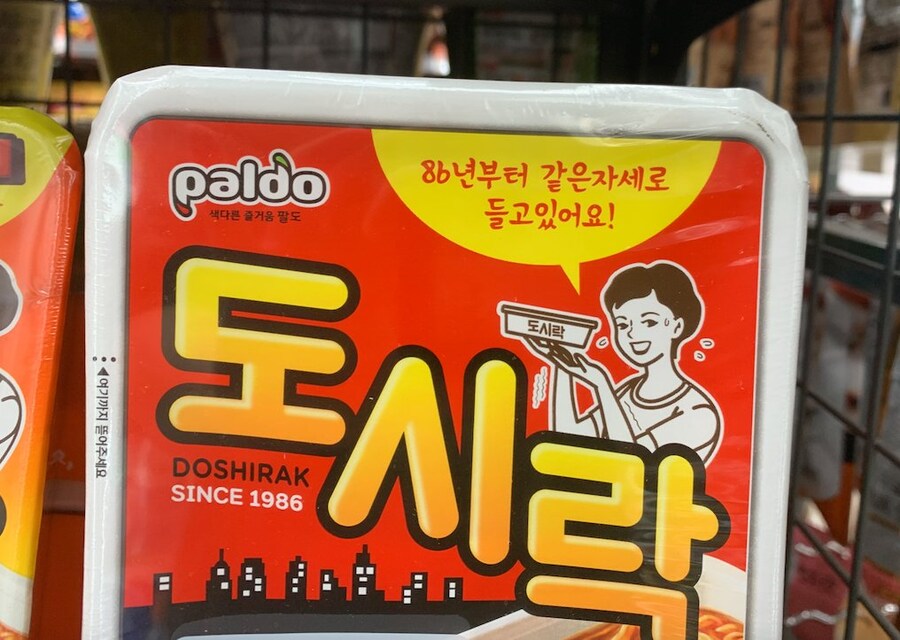 paldo
색다른 즐거움 팔도
86년부터 같은자세로
들고있어요!
도시락
도시락
DOSHIRAK
SINCE 1986
◀여기까지 뜯어주세요